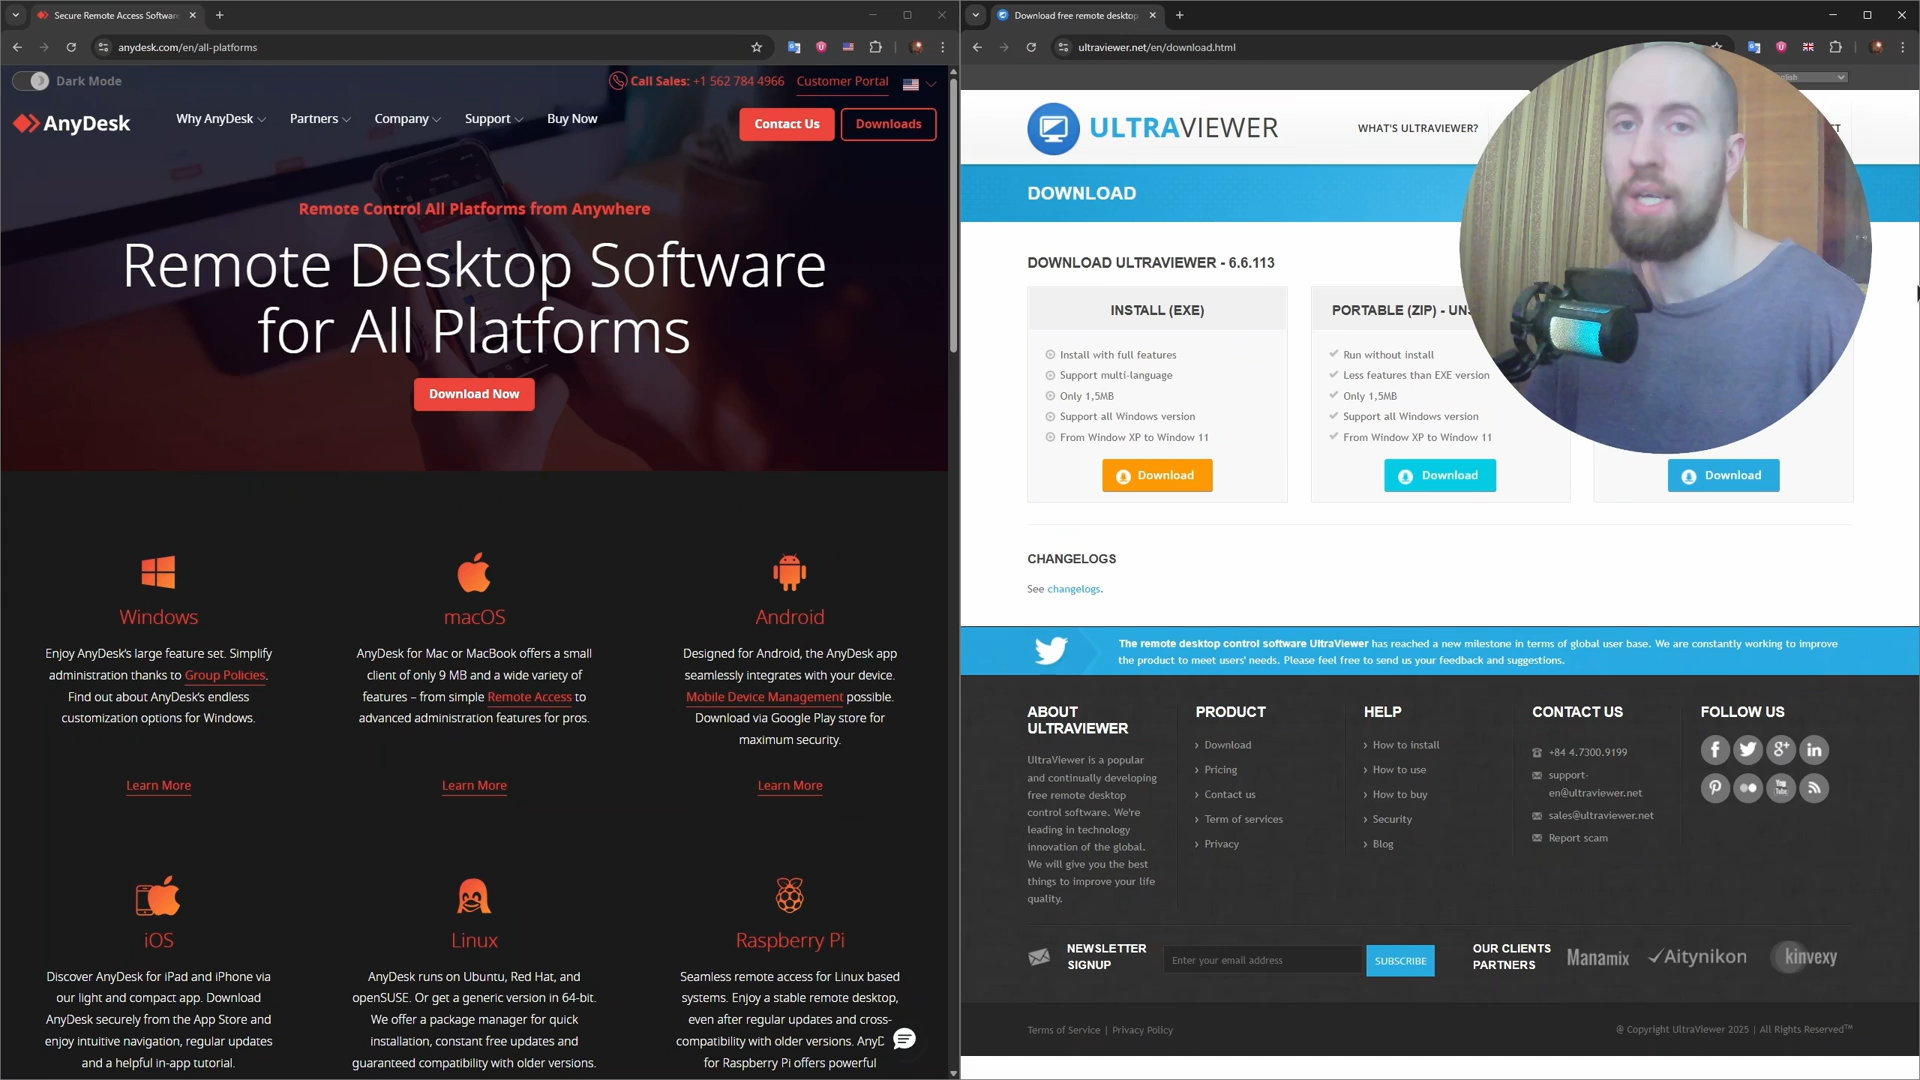 Secure Remote Access Softwar
anydesk.com/en/all-platforms
Dark Mode
Call Sales: +1 562 784 4966
Customer Portal
AnyDesk
Why AnyDesk
Partners
Company
Support
Buy Now
Contact Us
Downloads
Remote Control All Platforms from Anywhere
Remote Desktop Software
for All Platforms
Download Now
Windows
Enjoy AnyDesk's large feature set. Simplify
administration thanks to Group Policies.
Find out about AnyDesk's endless
customization options for Windows.
Learn More
macOS
AnyDesk for Mac or MacBook offers a small
client of only 9 MB and a wide variety of
features – from simple Remote Access to
advanced administration features for pros.
Learn More
Android
Designed for Android, the AnyDesk app
seamlessly integrates with your device.
Mobile Device Management possible.
Download via Google Play store for
maximum security.
Learn More
iOS
Discover AnyDesk for iPad and iPhone via
our light and compact app. Download
AnyDesk securely from the App Store and
enjoy intuitive navigation, regular updates
and a helpful in-app tutorial.
Linux
AnyDesk runs on Ubuntu, Red Hat, and
openSUSE. Or get a generic version in 64-bit.
We offer a package manager for quick
installation, constant free updates and
guaranteed compatibility with older versions.
Raspberry Pi
Seamless remote access for Linux based
systems. Enjoy a stable remote desktop,
even after regular updates and cross-
compatibility with older versions. AnyD
for Raspberry Pi offers powerful
Download free remote desktop
ultraviewer.net/en/download.html
ULTRAVIEWER
WHAT'S ULTRAVIEWER?
DOWNLOAD
DOWNLOAD ULTRAVIEWER - 6.6.113
INSTALL (EXE)
Install with full features
Support multi-language
Only 1,5MB
Support all Windows version
From Window XP to Window 11
Download
PORTABLE (ZIP) - UNS
Run without install
Less features than EXE version
Only 1,5MB
Support all Windows version
From Window XP to Window 11
Download
Download
CHANGELOGS
See changelogs.
The remote desktop control software UltraViewer has reached a new milestone in terms of global user base. We are constantly working to improve
the product to meet users' needs. Please feel free to send us your feedback and suggestions.
ABOUT
ULTRAVIEWER
UltraViewer is a popular
and continually developing
free remote desktop
control software. We're
leading in technology
innovation of the global.
We will give you the best
things to improve your life
quality.
PRODUCT
Download
Pricing
Contact us
Term of services
Privacy
HELP
How to install
How to use
How to buy
Security
Blog
CONTACT US
+84 4.7300.9199
support-
en@ultraviewer.net
sales@ultraviewer.net
Report scam
FOLLOW US
NEWSLETTER
SIGNUP
Enter your email address
SUBSCRIBE
OUR CLIENTS
PARTNERS
Manamix
Aitynikon
kinvexy
Terms of Service | Privacy Policy
© Copyright UltraViewer 2025 | All Rights Reserved™